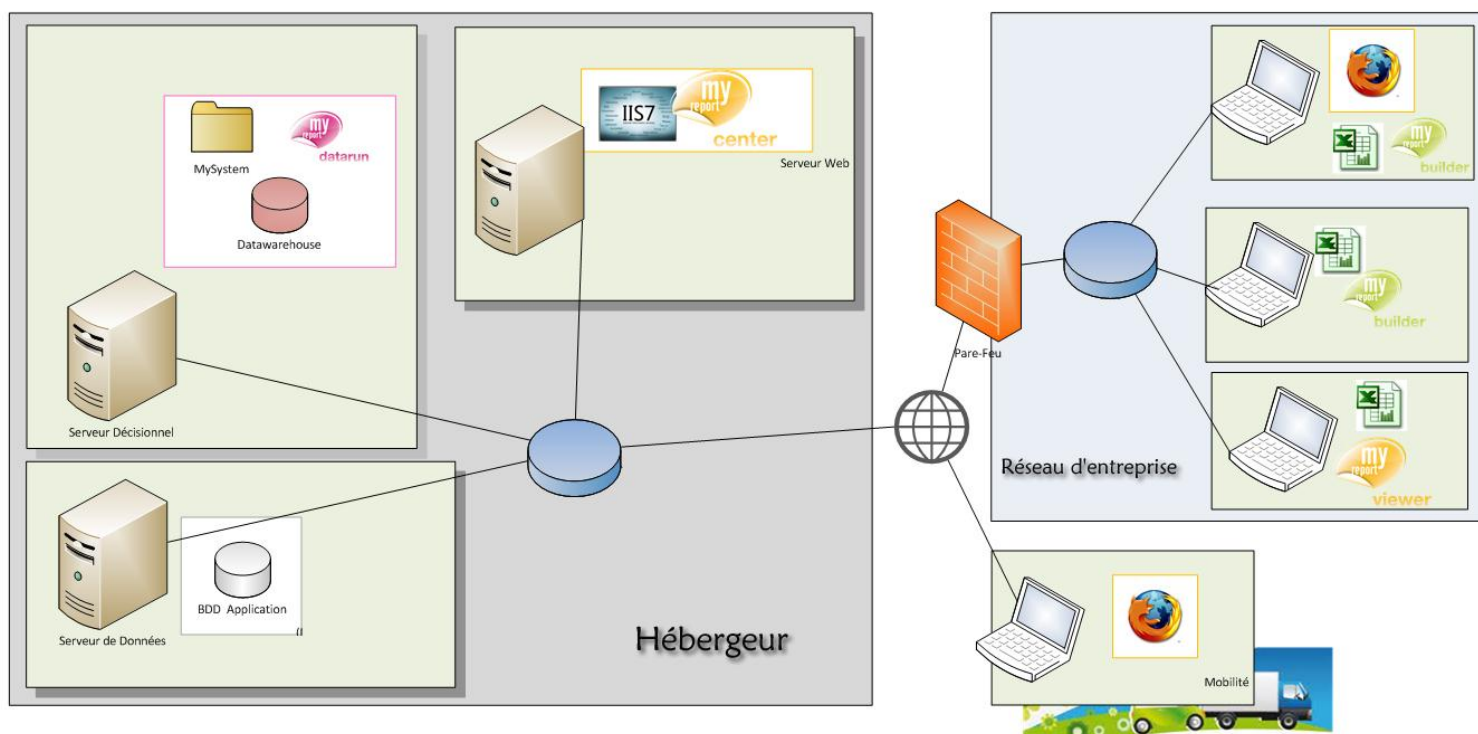 my
report
datarun
MySystem
Datawarehouse
Serveur Décisionnel
IIS7
my
report
center
Serveur Web
BDD Application
Serveur de Données
Hébergeur
Pare-Feu
Réseau d'entreprise
my
report
builder
my
report
builder
my
report
viewer
Mobilité